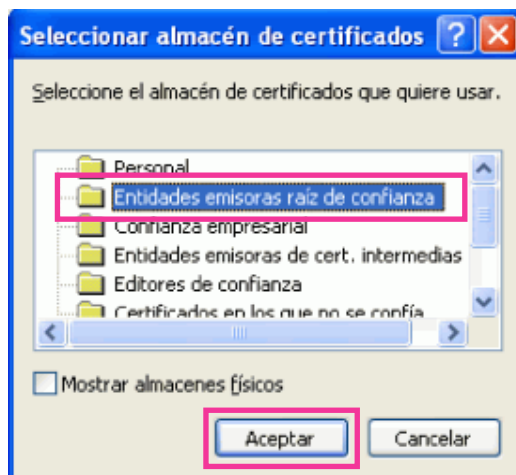 Seleccionar almacén de certificados
Seleccione el almacén de certificados que quiere usar.
Personal
Entidades emisoras raíz de confianza
Confianza empresarial
Entidades emisoras de cert. intermedias
Editores de confianza
Certificados en los que no se confía
Mostrar almacenes físicos
Aceptar Cancelar